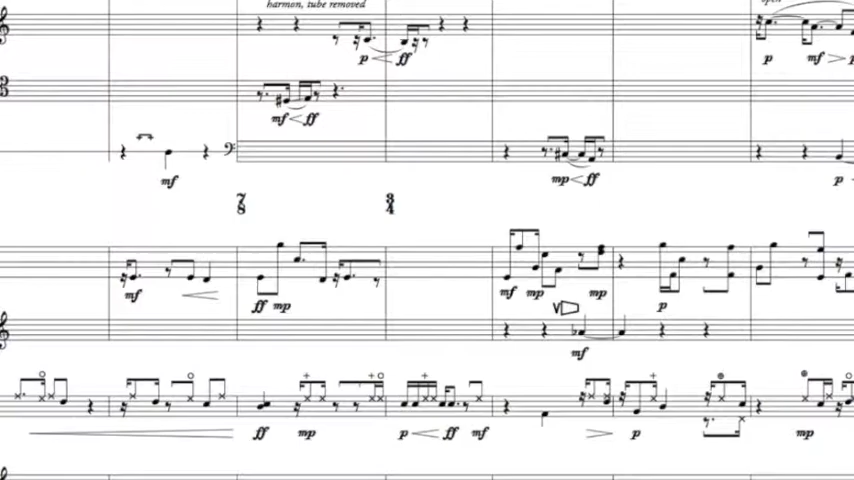 harmon, tube removed
open
p ff
p mf p
mf ff
mf
mp ff
p
7 3
8 4
mf
ff mp
mf mp mp
p
mf
ff mp p ff mf p mp